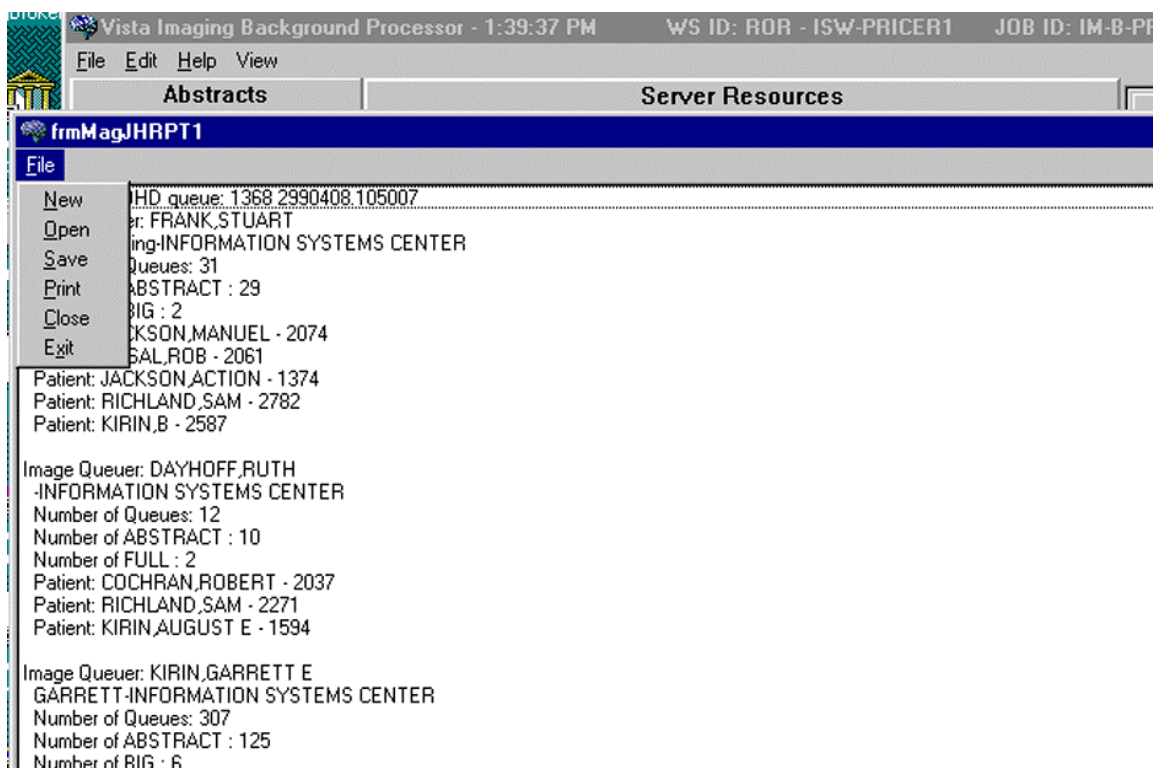 Vista Imaging Background Processor - 1:39:37 PM WS ID: ROR - ISW-PRICER1 JOB ID: IM-B-PF
File Edit Help View
Abstracts Server Resources
frmMagJHRPT1
File
New
Open
Save
Print
Close
Exit
JHD queue: 1368 2990408.105007
er: FRANK,STUART
ing-INFORMATION SYSTEMS CENTER
Queues: 31
ABSTRACT : 29
BIG : 2
CKSON,MANUEL - 2074
SAL,ROB - 2061
Patient: JACKSON,ACTION - 1374
Patient: RICHLAND,SAM - 2782
Patient: KIRIN,B - 2587
Image Queuer: DAYHOFF,RUTH
-INFORMATION SYSTEMS CENTER
Number of Queues: 12
Number of ABSTRACT : 10
Number of FULL : 2
Patient: COCHRAN,ROBERT - 2037
Patient: RICHLAND,SAM - 2271
Patient: KIRIN,AUGUST E - 1594
Image Queuer: KIRIN,GARRETT E
GARRETT-INFORMATION SYSTEMS CENTER
Number of Queues: 307
Number of ABSTRACT : 125
Number of BIG : 6